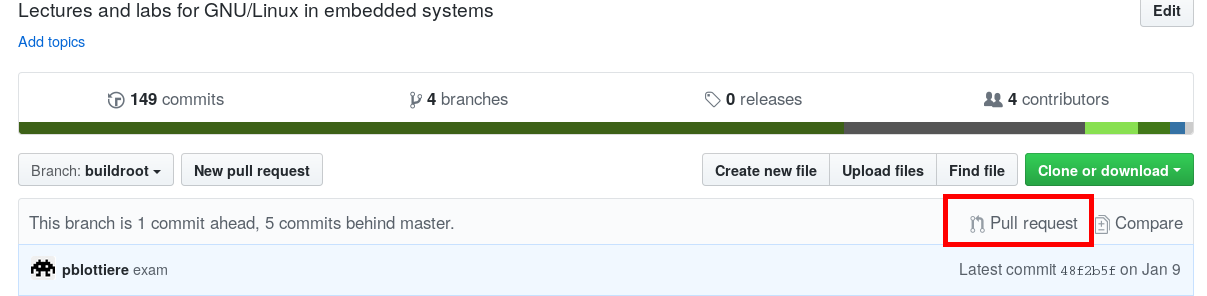 Lectures and labs for GNU/Linux in embedded systems
Edit
Add topics
149 commits
4 branches
0 releases
4 contributors
Branch: buildroot
New pull request
Create new file
Upload files
Find file
Clone or download
This branch is 1 commit ahead, 5 commits behind master.
Pull request
Compare
pblottiere exam
Latest commit 48f2b5f on Jan 9